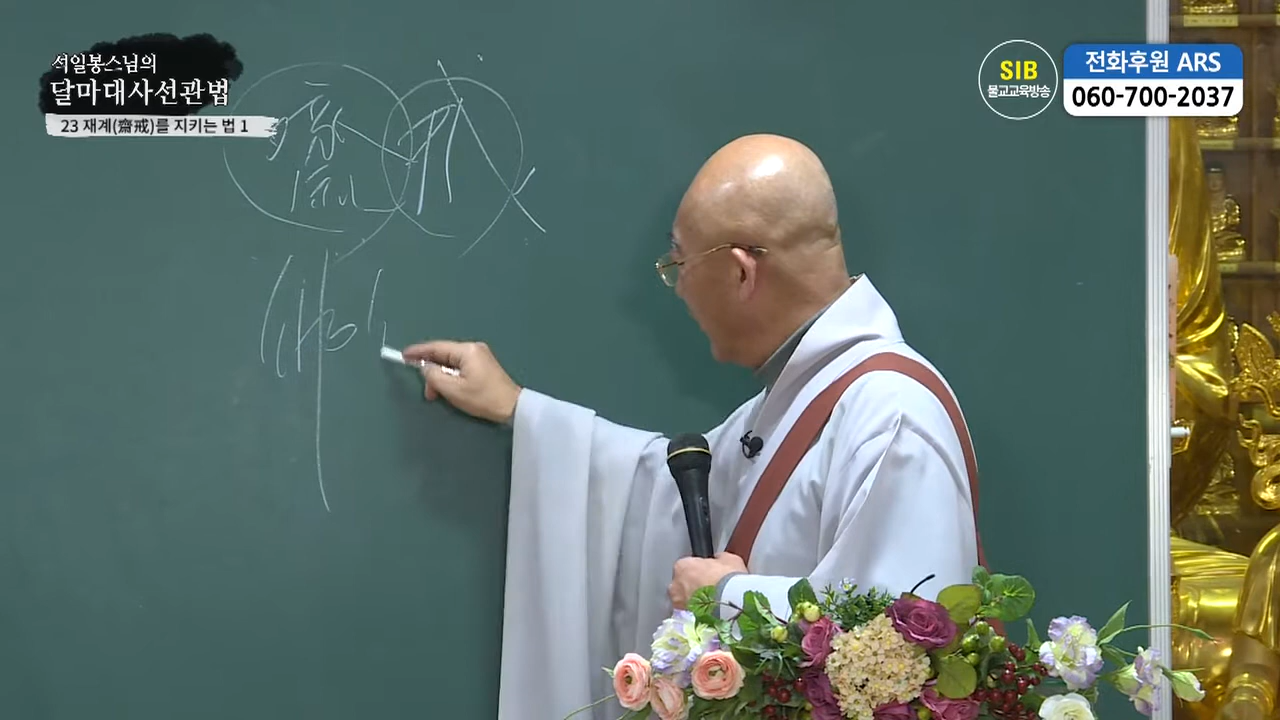 석일봉스님의
달마대사선관법
23 재계(齋戒)를 지키는 법 1
SIB
불교교육방송
전화후원 ARS
060-700-2037
齋戒
佛